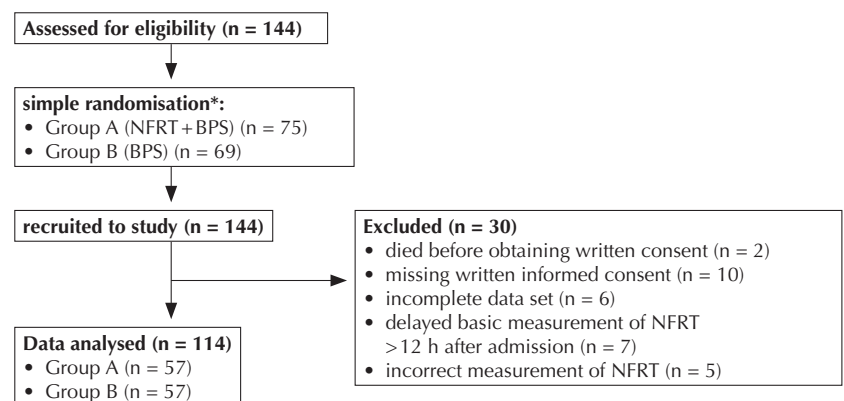 Assessed for eligibility (n = 144)
simple randomisation*:
• Group A (NFRT+BPS) (n = 75)
• Group B (BPS) (n = 69)
recruited to study (n = 144)
Excluded (n = 30)
• died before obtaining written consent (n = 2)
• missing written informed consent (n = 10)
• incomplete data set (n = 6)
• delayed basic measurement of NFRT
>12 h after admission (n = 7)
• incorrect measurement of NFRT (n = 5)
Data analysed (n = 114)
• Group A (n = 57)
• Group B (n = 57)